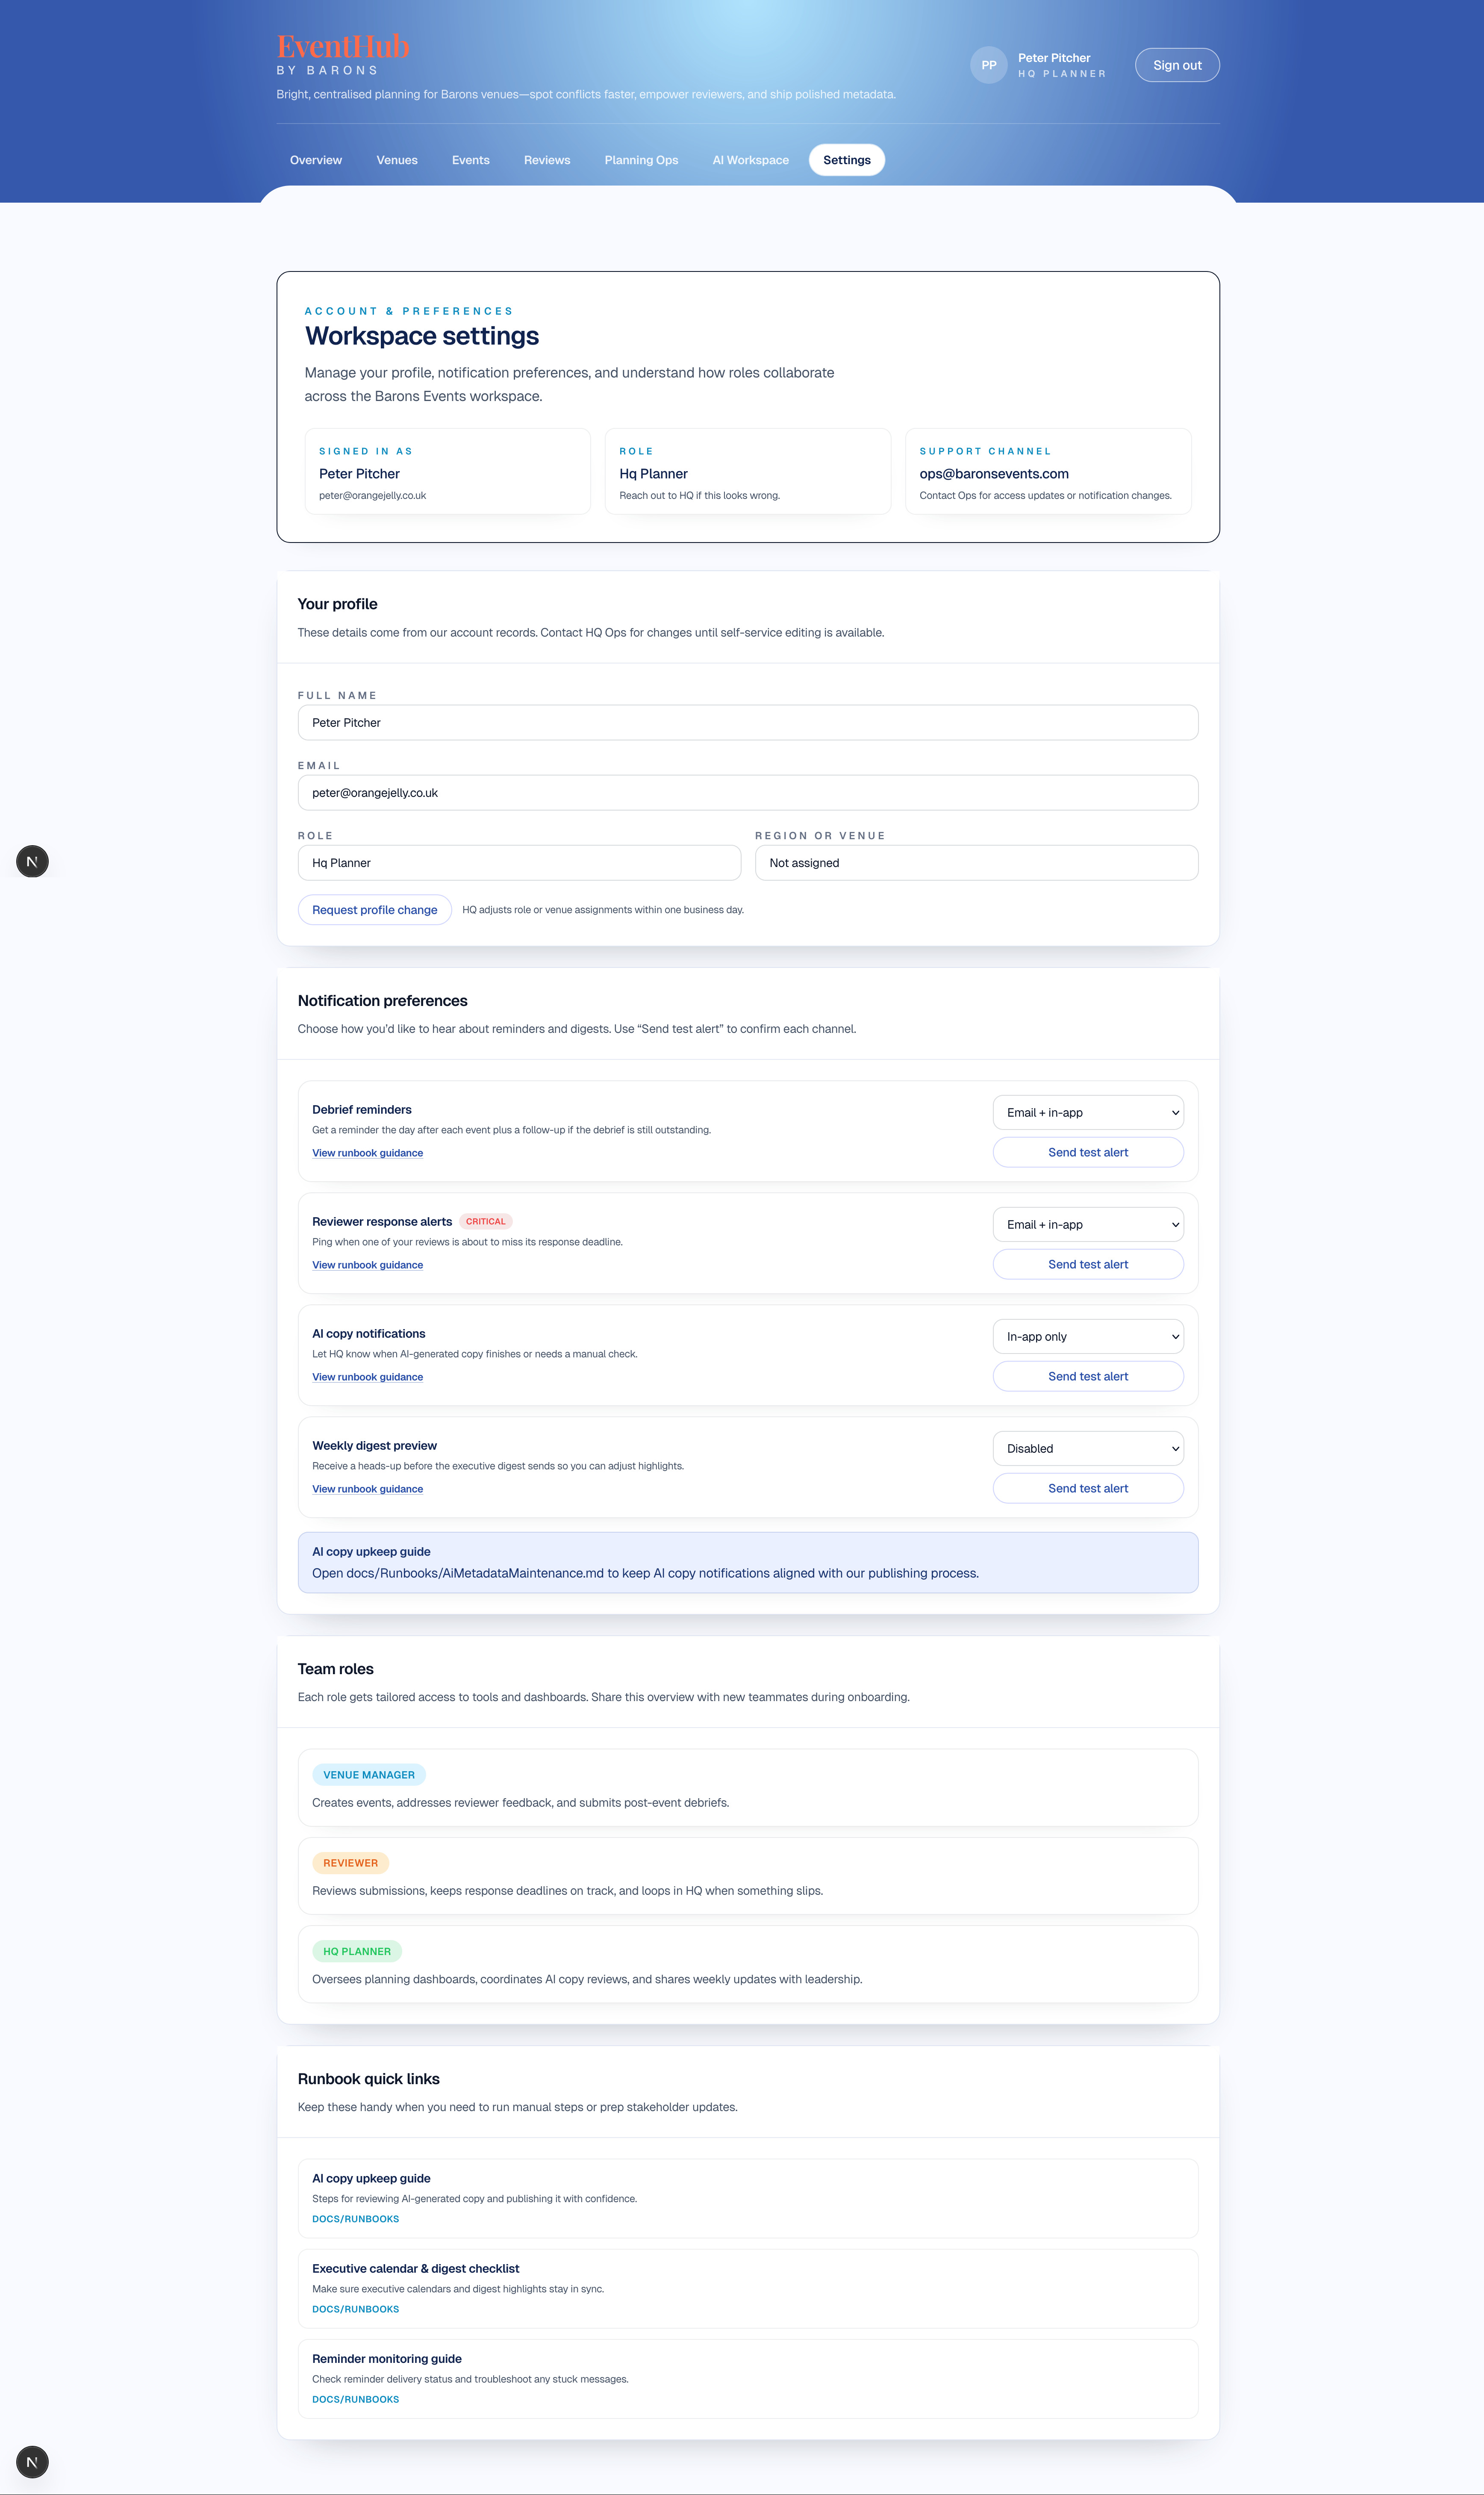 EventHub
BY BARONS
Bright, centralised planning for Barons venues—spot conflicts faster, empower reviewers, and ship polished metadata.
PP
Peter Pitcher
HQ PLANNER
Sign out
Overview
Venues
Events
Reviews
Planning Ops
AI Workspace
Settings
ACCOUNT & PREFERENCES
Workspace settings
Manage your profile, notification preferences, and understand how roles collaborate
across the Barons Events workspace.
SIGNED IN AS
Peter Pitcher
peter@orangejelly.co.uk
ROLE
Hq Planner
Reach out to HQ if this looks wrong.
SUPPORT CHANNEL
ops@baronsevents.com
Contact Ops for access updates or notification changes.
Your profile
These details come from our account records. Contact HQ Ops for changes until self-service editing is available.
FULL NAME
Peter Pitcher
EMAIL
peter@orangejelly.co.uk
ROLE
Hq Planner
REGION OR VENUE
Not assigned
N
Request profile change
HQ adjusts role or venue assignments within one business day.
Notification preferences
Choose how you’d like to hear about reminders and digests. Use “Send test alert” to confirm each channel.
Debrief reminders
Get a reminder the day after each event plus a follow-up if the debrief is still outstanding.
View runbook guidance
Email + in-app
Send test alert
Reviewer response alerts
CRITICAL
Ping when one of your reviews is about to miss its response deadline.
View runbook guidance
Email + in-app
Send test alert
AI copy notifications
Let HQ know when AI-generated copy finishes or needs a manual check.
View runbook guidance
In-app only
Send test alert
Weekly digest preview
Receive a heads-up before the executive digest sends so you can adjust highlights.
View runbook guidance
Disabled
Send test alert
AI copy upkeep guide
Open docs/Runbooks/AiMetadataMaintenance.md to keep AI copy notifications aligned with our publishing process.
Team roles
Each role gets tailored access to tools and dashboards. Share this overview with new teammates during onboarding.
VENUE MANAGER
Creates events, addresses reviewer feedback, and submits post-event debriefs.
REVIEWER
Reviews submissions, keeps response deadlines on track, and loops in HQ when something slips.
HQ PLANNER
Oversees planning dashboards, coordinates AI copy reviews, and shares weekly updates with leadership.
Runbook quick links
Keep these handy when you need to run manual steps or prep stakeholder updates.
AI copy upkeep guide
Steps for reviewing AI-generated copy and publishing it with confidence.
DOCS/RUNBOOKS
Executive calendar & digest checklist
Make sure executive calendars and digest highlights stay in sync.
DOCS/RUNBOOKS
Reminder monitoring guide
Check reminder delivery status and troubleshoot any stuck messages.
DOCS/RUNBOOKS
N